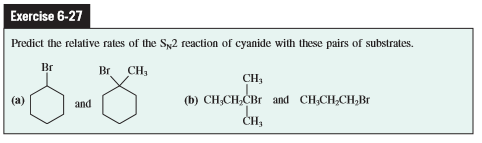 Exercise 6-27
Predict the relative rates of the S_N2 reaction of cyanide with these pairs of substrates.
Br Br CH₃
CH₃
(a) and (b) CH₃CH₂CBr and CH₃CH₂CH₂Br
CH₃